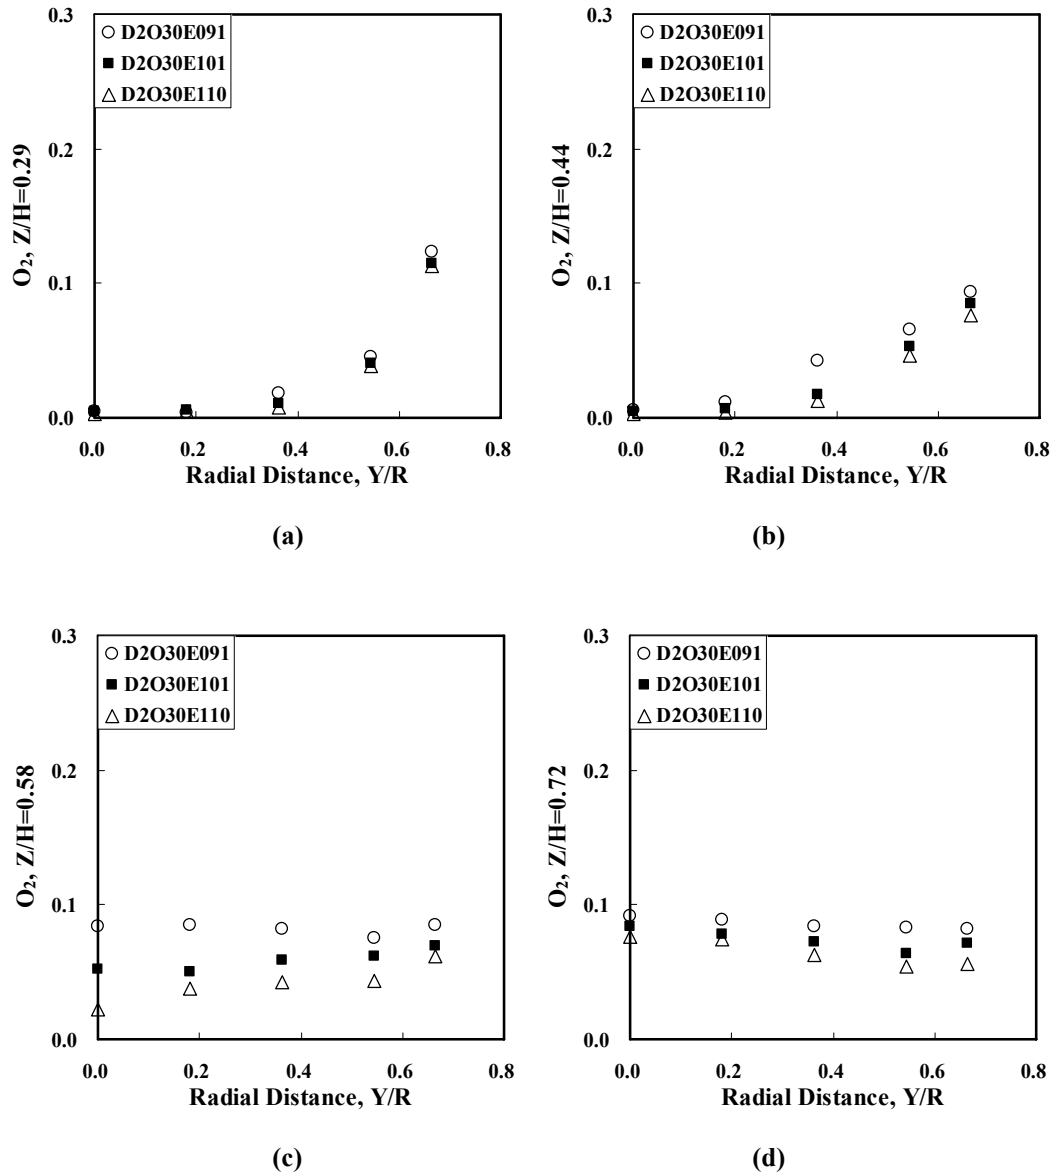 0.3
D2O30E091
D2O30E101
D2O30E110
0.2
0.1
0.0
O₂, Z/H=0.29
0.0 0.2 0.4 0.6 0.8
Radial Distance, Y/R
(a)
0.3
D2O30E091
D2O30E101
D2O30E110
0.2
0.1
0.0
O₂, Z/H=0.44
0.0 0.2 0.4 0.6 0.8
Radial Distance, Y/R
(b)
0.3
D2O30E091
D2O30E101
D2O30E110
0.2
0.1
0.0
O₂, Z/H=0.58
0.0 0.2 0.4 0.6 0.8
Radial Distance, Y/R
(c)
0.3
D2O30E091
D2O30E101
D2O30E110
0.2
0.1
0.0
O₂, Z/H=0.72
0.0 0.2 0.4 0.6 0.8
Radial Distance, Y/R
(d)